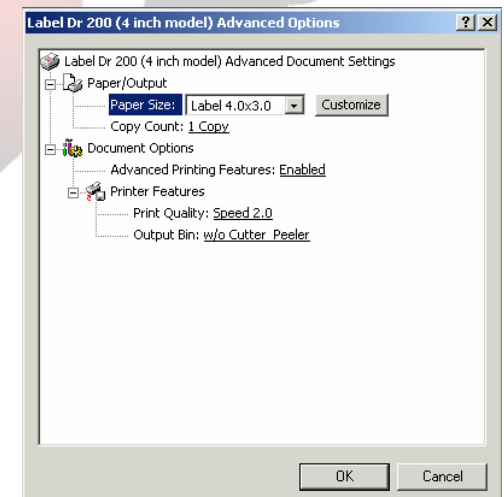 Label Dr 200 (4 inch model) Advanced Options
Label Dr 200 (4 inch model) Advanced Document Settings
Paper/Output
Paper Size: Label 4.0x3.0 Customize
Copy Count: 1 Copy
Document Options
Advanced Printing Features: Enabled
Printer Features
Print Quality: Speed 2.0
Output Bin: w/o Cutter_Peeler
OK Cancel